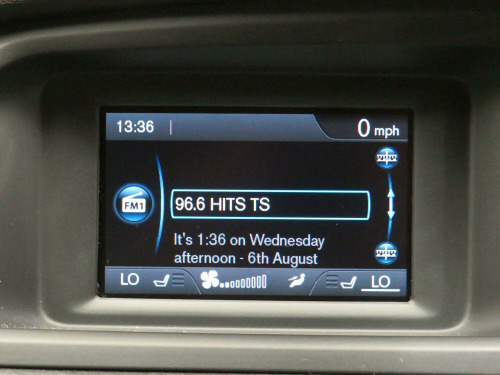 13:36
0 mph
FM1
96.6 HITS TS
It's 1:36 on Wednesday
afternoon - 6th August
LO
LO